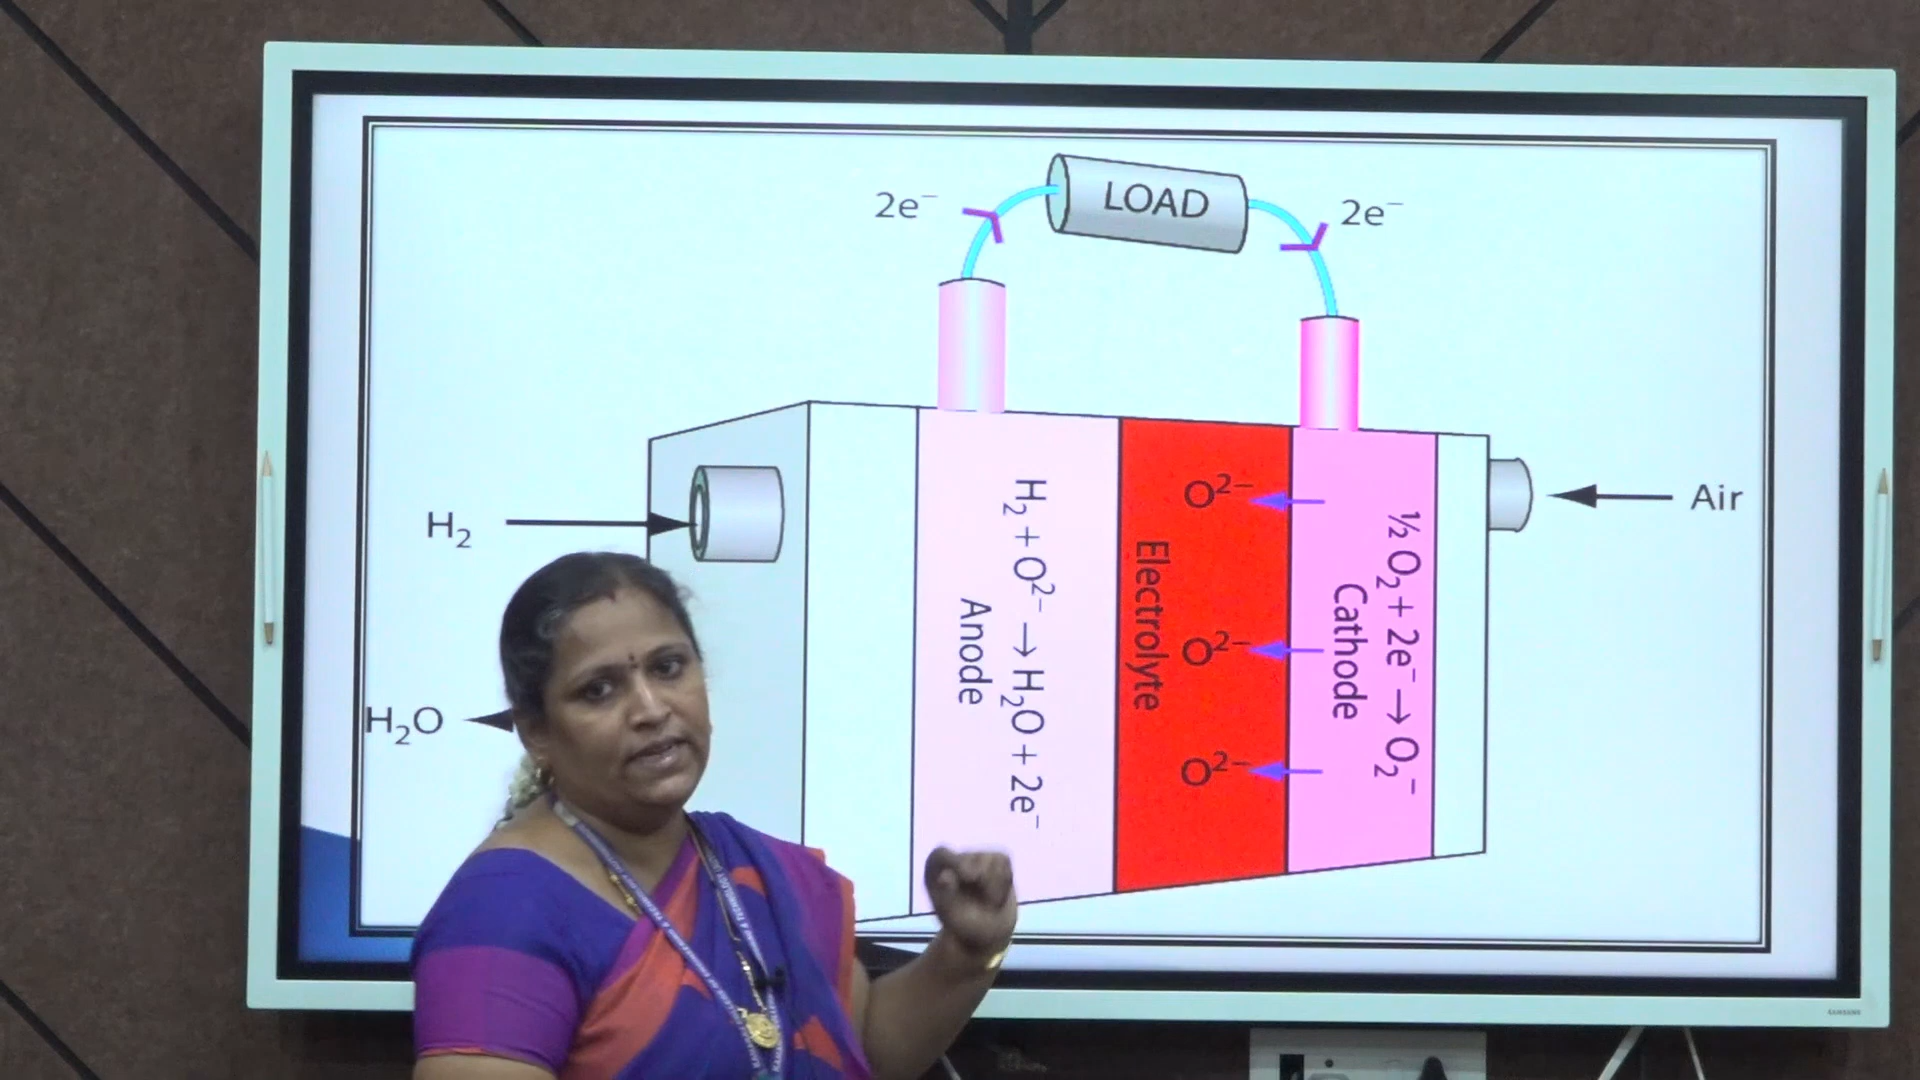 2e⁻
LOAD
2e⁻
H₂
H₂ + O²⁻ → H₂O + 2e⁻
Anode
Electrolyte
O²⁻
O²⁻
O²⁻
½ O₂ + 2e⁻ → O₂⁻
Cathode
Air
H₂O
SAMSUNG